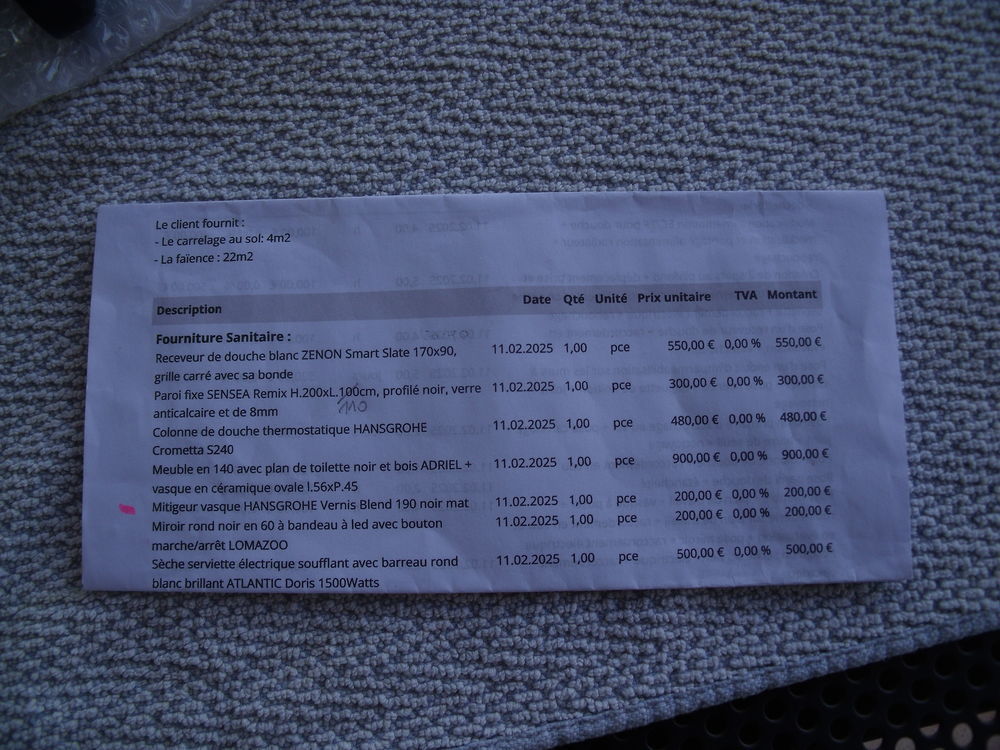 Le client fournit :
- Le carrelage au sol: 4m2
- La faïence : 22m2
Description Date Qté Unité Prix unitaire TVA Montant
Fourniture Sanitaire :
Receveur de douche blanc ZENON Smart Slate 170x90, 11.02.2025 1,00 pce 550,00 € 0,00 % 550,00 €
grille carré avec sa bonde
Paroi fixe SENSEA Remix H.200xL.100cm, profilé noir, verre 11.02.2025 1,00 pce 300,00 € 0,00 % 300,00 €
110
anticalcaire et de 8mm
Colonne de douche thermostatique HANSGROHE 11.02.2025 1,00 pce 480,00 € 0,00 % 480,00 €
Crometta S240
Meuble en 140 avec plan de toilette noir et bois ADRIEL + 11.02.2025 1,00 pce 900,00 € 0,00 % 900,00 €
vasque en céramique ovale l.56xP.45
Mitigeur vasque HANSGROHE Vernis Blend 190 noir mat 11.02.2025 1,00 pce 200,00 € 0,00 % 200,00 €
Miroir rond noir en 60 à bandeau à led avec bouton 11.02.2025 1,00 pce 200,00 € 0,00 % 200,00 €
marche/arrêt LOMAZOO
Sèche serviette électrique soufflant avec barreau rond 11.02.2025 1,00 pce 500,00 € 0,00 % 500,00 €
blanc brillant ATLANTIC Doris 1500Watts